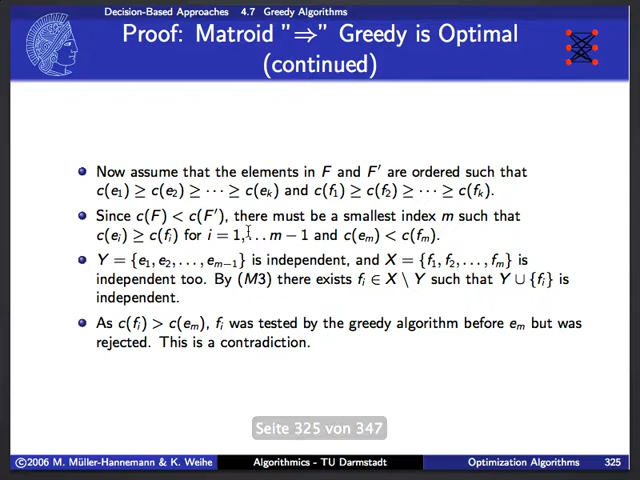 Decision-Based Approaches 4.7 Greedy Algorithms
Proof: Matroid "⇒" Greedy is Optimal
(continued)
Now assume that the elements in F and F′ are ordered such that
c(e₁) ≥ c(e₂) ≥ ··· ≥ c(eₖ) and c(f₁) ≥ c(f₂) ≥ ··· ≥ c(fₖ).
Since c(F) < c(F′), there must be a smallest index m such that
c(eᵢ) ≥ c(fᵢ) for i = 1,...m − 1 and c(eₘ) < c(fₘ).
Y = {e₁, e₂, ..., eₘ₋₁} is independent, and X = {f₁, f₂, ..., fₘ} is
independent too. By (M3) there exists fᵢ ∈ X \ Y such that Y ∪ {fᵢ} is
independent.
As c(fᵢ) > c(eₘ), fᵢ was tested by the greedy algorithm before eₘ but was
rejected. This is a contradiction.
Seite 325 von 347
©2006 M. Müller-Hannemann & K. Weihe Algorithmics - TU Darmstadt Optimization Algorithms 325